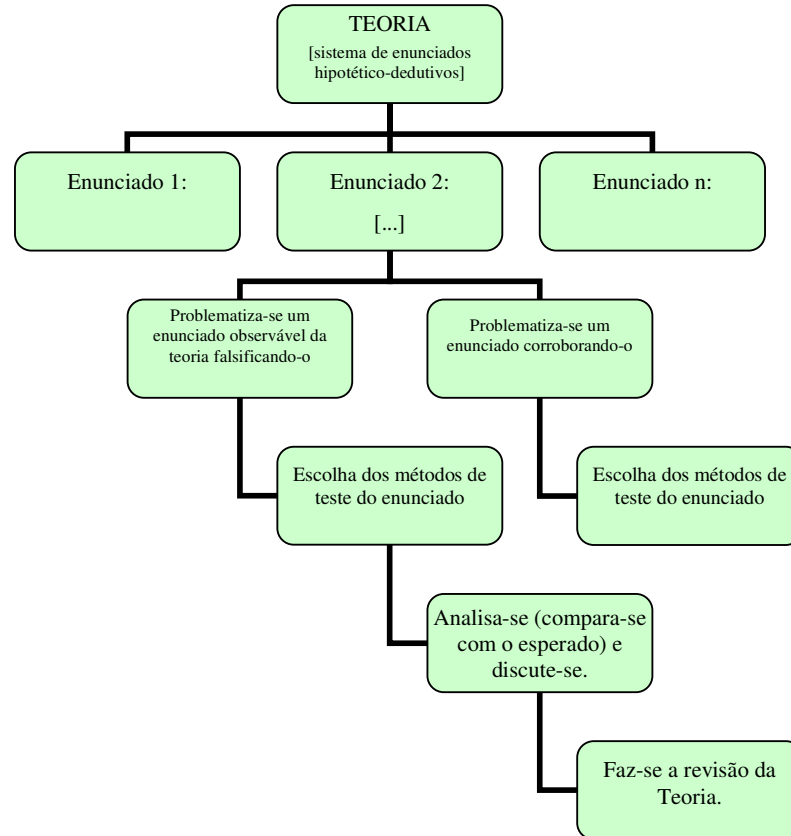 TEORIA
[sistema de enunciados
hipotético-dedutivos]
Enunciado 1:
Enunciado 2:
[...]
Enunciado n:
Problematiza-se um
enunciado observável da
teoria falsificando-o
Problematiza-se um
enunciado corroborando-o
Escolha dos métodos de
teste do enunciado
Escolha dos métodos de
teste do enunciado
Analisa-se (compara-se
com o esperado) e
discute-se.
Faz-se a revisão da
Teoria.